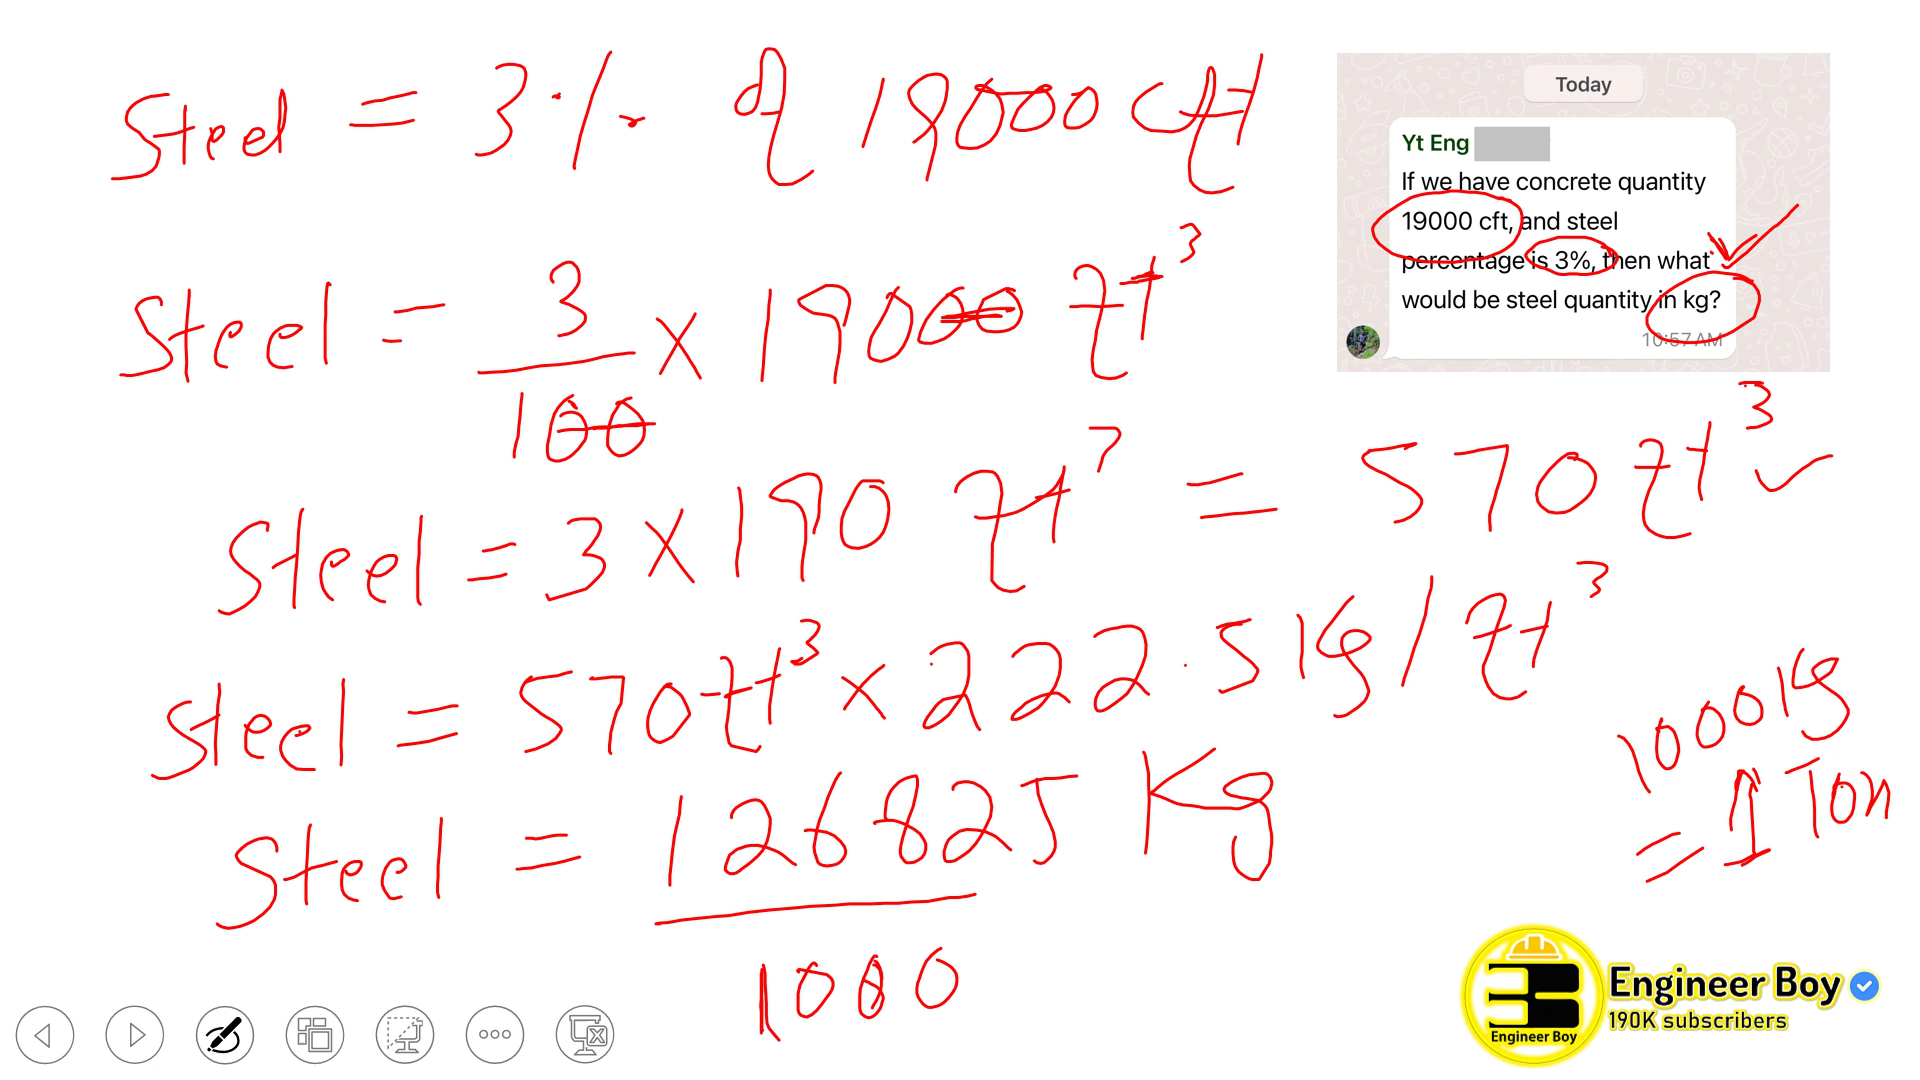 Steel = 3% of 19000 cft
Steel = 3/100 × 19000 ft³
Steel = 3 × 190 ft³ = 570 ft³
Steel = 570 ft³ × 222.5 Kg/ft³
Steel = 126825 Kg
1000
1000 Kg
= 1 Ton
Today
Yt Eng
If we have concrete quantity
19000 cft, and steel
percentage is 3%, then what
would be steel quantity in kg?
10:57 AM
Engineer Boy
Engineer Boy
190K subscribers